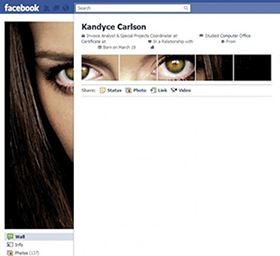 facebook
Search
Kandyce Carlson
Invoice Analyst & Special Projects Coordinator at Studied Computer Office
Certificate at In a Relationship with From
Born on March 19
Share: Status Photo Link Video
Wall
Info
Photos (137)